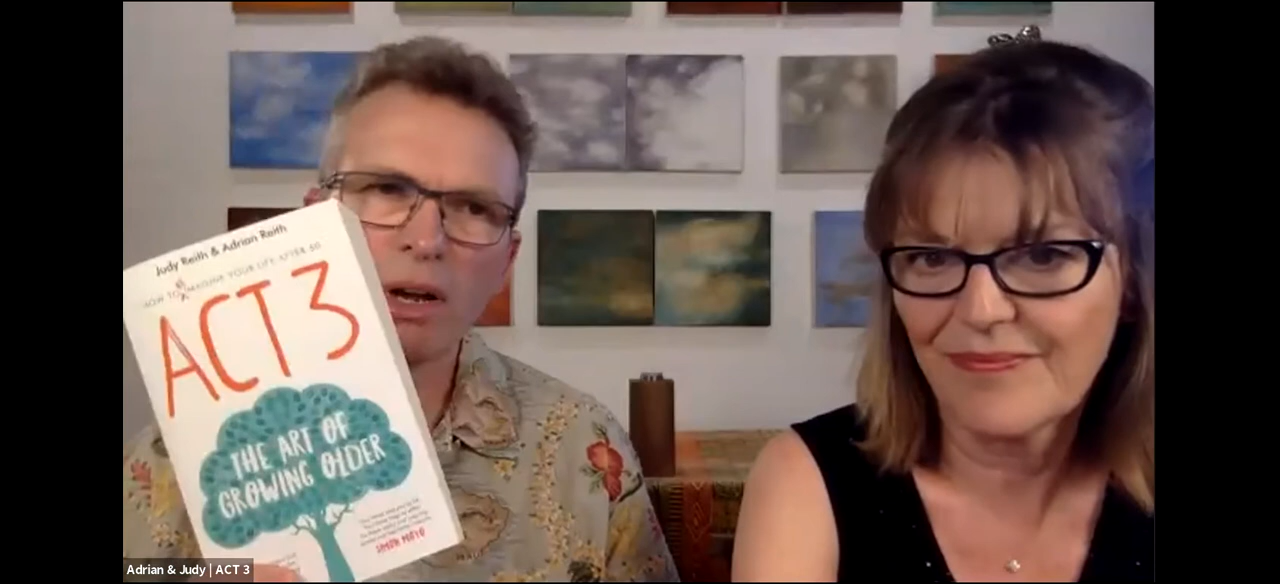 Judy Reith & Adrian Reith
HOW TO REIMAGINE YOUR LIFE AFTER 50
ACT 3
THE ART OF
GROWING OLDER
SIMON MAYO
Adrian & Judy | ACT 3